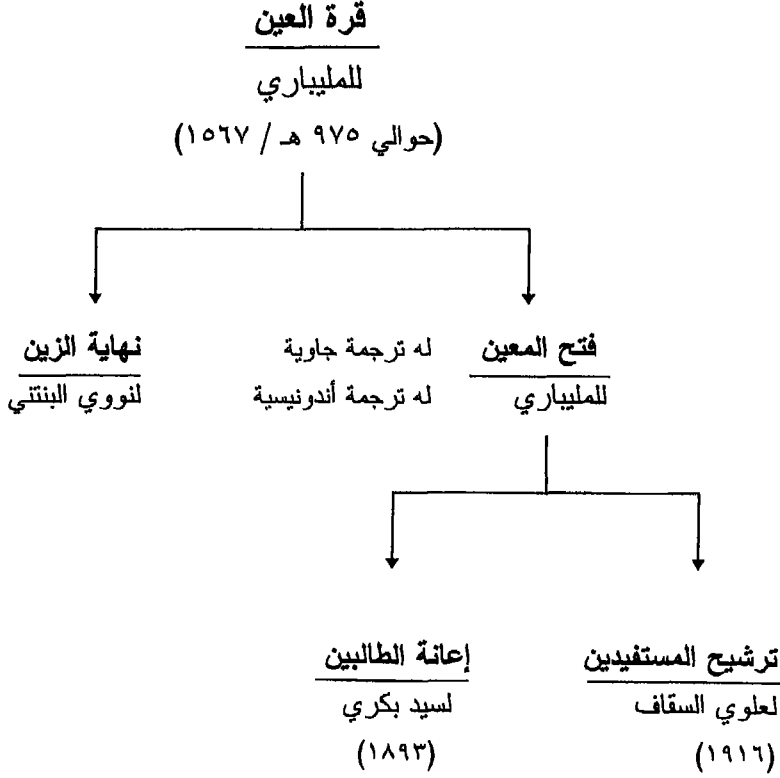 قرة العين
للمليباري
(حوالي ٩٧٥ هـ / ١٥٦٧)
فتح المعين
للمليباري
له ترجمة جاوية
له ترجمة أندونيسية
نهاية الزين
لنووي البنتني
ترشيح المستفيدين
لعلوي السقاف
(١٩١٦)
إعانة الطالبين
لسيد بكري
(١٨٩٣)